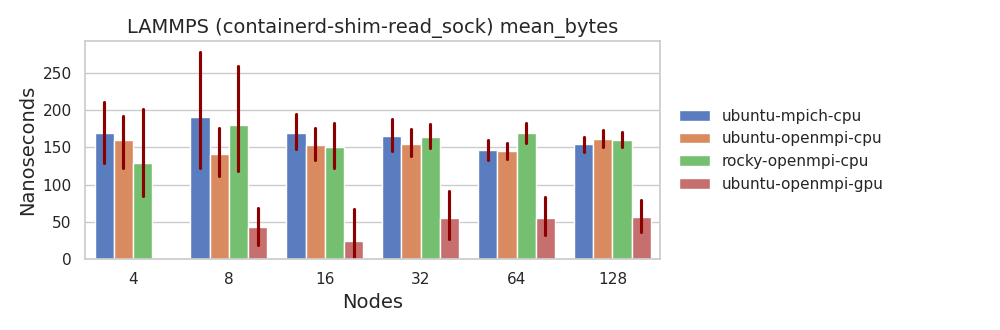 LAMMPS (containerd-shim-read_sock) mean_bytes
Nanoseconds
250
200
150
100
50
0
4 8 16 32 64 128
Nodes
ubuntu-mpich-cpu
ubuntu-openmpi-cpu
rocky-openmpi-cpu
ubuntu-openmpi-gpu